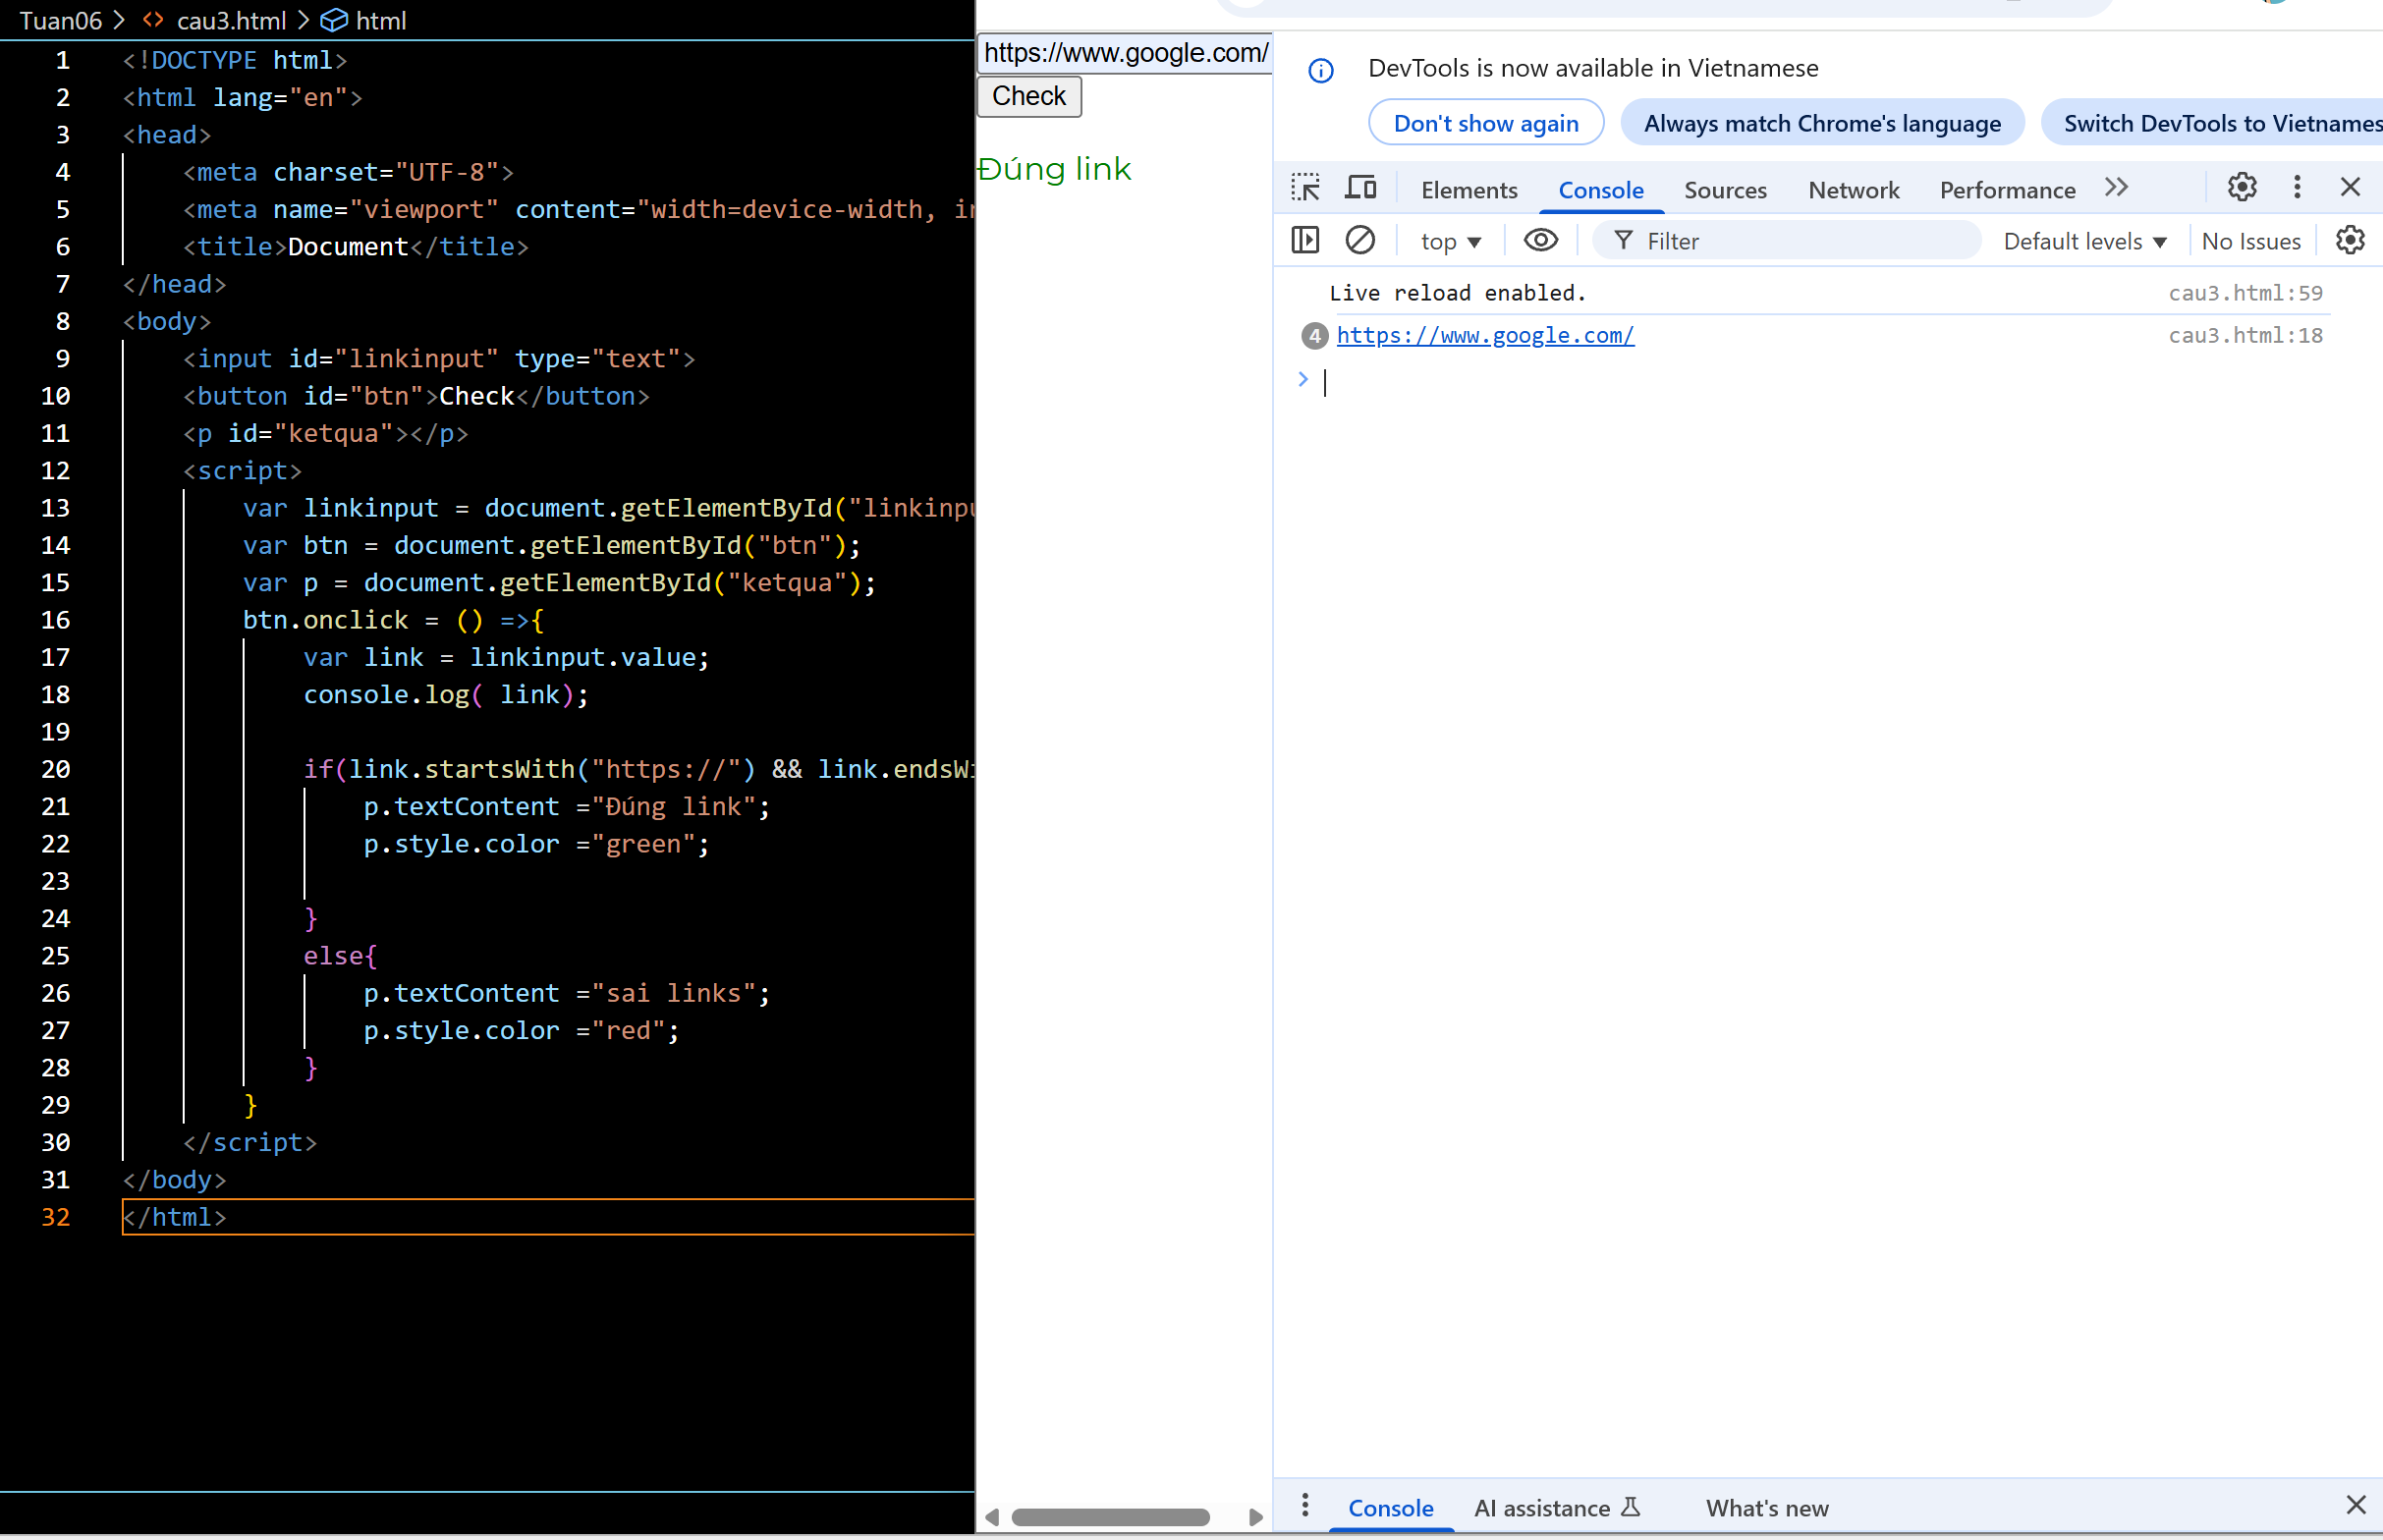 Tuan06 > <> cau3.html > html
1 <!DOCTYPE html>
2 <html lang="en">
3 <head>
4 <meta charset="UTF-8">
5 <meta name="viewport" content="width=device-width,
6 <title>Document</title>
7 </head>
8 <body>
9 <input id="linkinput" type="text">
10 <button id="btn">Check</button>
11 <p id="ketqua"></p>
12 <script>
13 var linkinput = document.getElementById("linkinpu
14 var btn = document.getElementById("btn");
15 var p = document.getElementById("ketqua");
16 btn.onclick = () =>{
17 var link = linkinput.value;
18 console.log( link);
19
20 if(link.startsWith("https://") && link.endsWi
21 p.textContent ="Đúng link";
22 p.style.color ="green";
23
24 }
25 else{
26 p.textContent ="sai links";
27 p.style.color ="red";
28 }
29 }
30 </script>
31 </body>
32 </html>
https://www.google.com/
Check
Đúng link
DevTools is now available in Vietnamese
Don't show again Always match Chrome's language Switch DevTools to Vietnames
Elements Console Sources Network Performance
top Filter Default levels No Issues
Live reload enabled. cau3.html:59
4 https://www.google.com/ cau3.html:18
>
Console AI assistance What's new